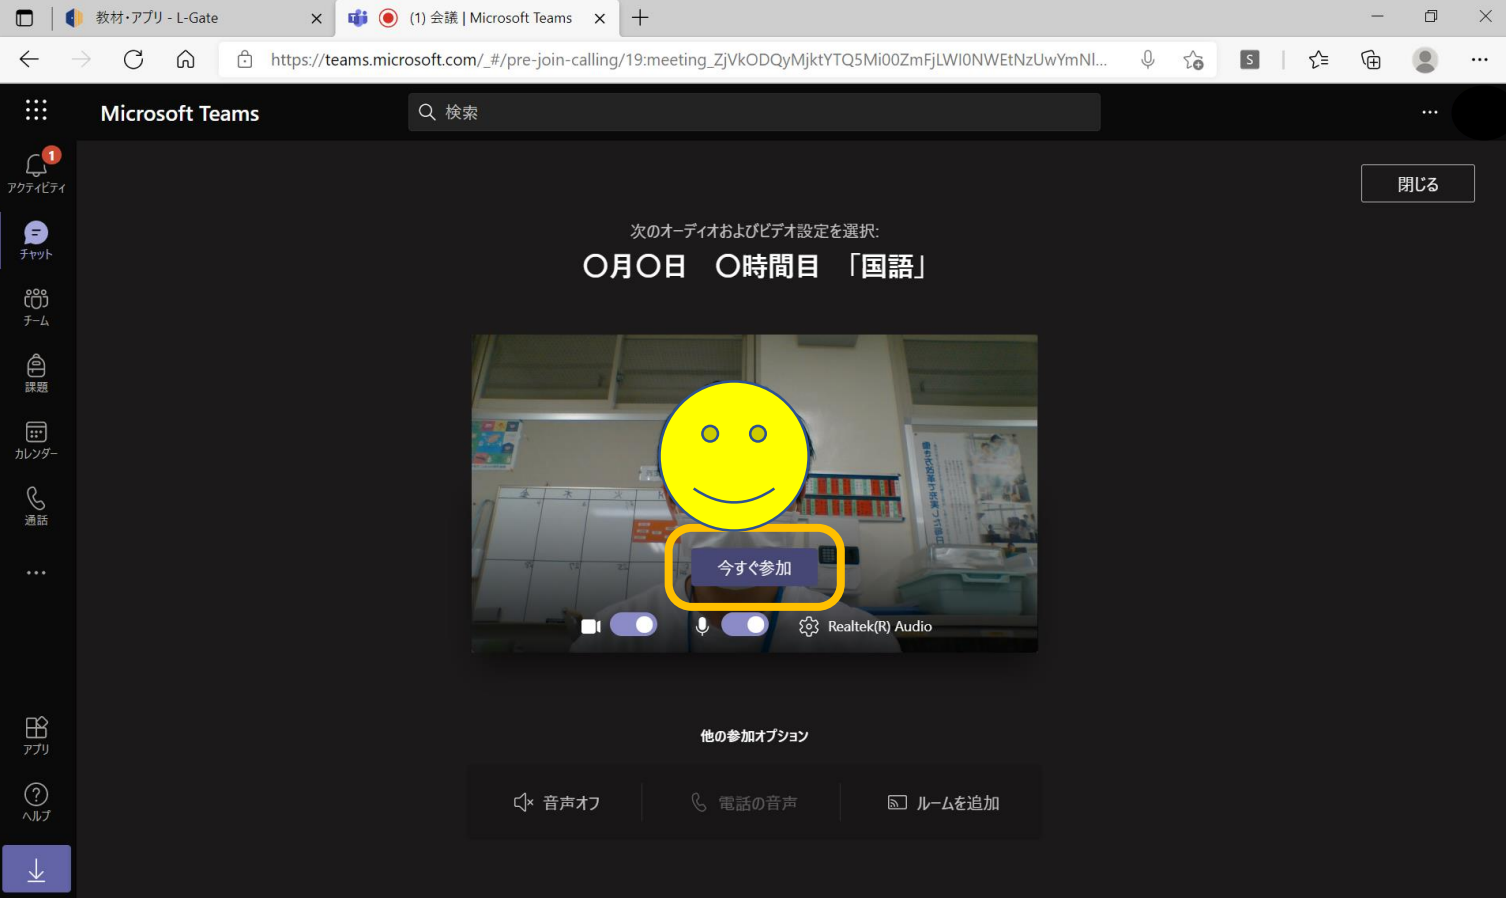 教材・アプリ - L-Gate
(1) 会議 | Microsoft Teams
https://teams.microsoft.com/_#/pre-join-calling/19:meeting_ZjVkODQyMjktYTQ5Mi00ZmFjLWI0NWEtNzUwYmNl...
S
Microsoft Teams
検索
1
アクティビティ
チャット
チーム
課題
カレンダー
通話
アプリ
ヘルプ
閉じる
次のオーディオおよびビデオ設定を選択:
〇月〇日　〇時間目　「国語」
金 木 火
今すぐ参加
Realtek(R) Audio
他の参加オプション
音声オフ
電話の音声
ルームを追加